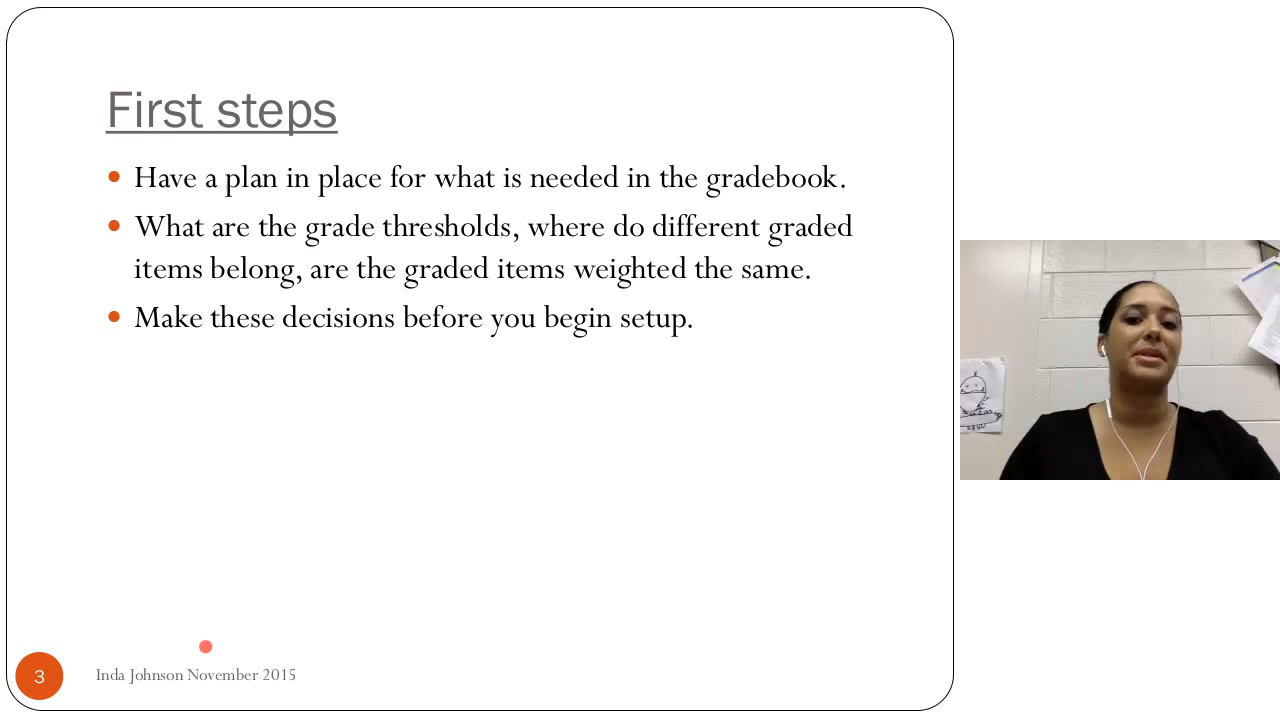 First steps
Have a plan in place for what is needed in the gradebook.
What are the grade thresholds, where do different graded
items belong, are the graded items weighted the same.
Make these decisions before you begin setup.
3
Inda Johnson November 2015